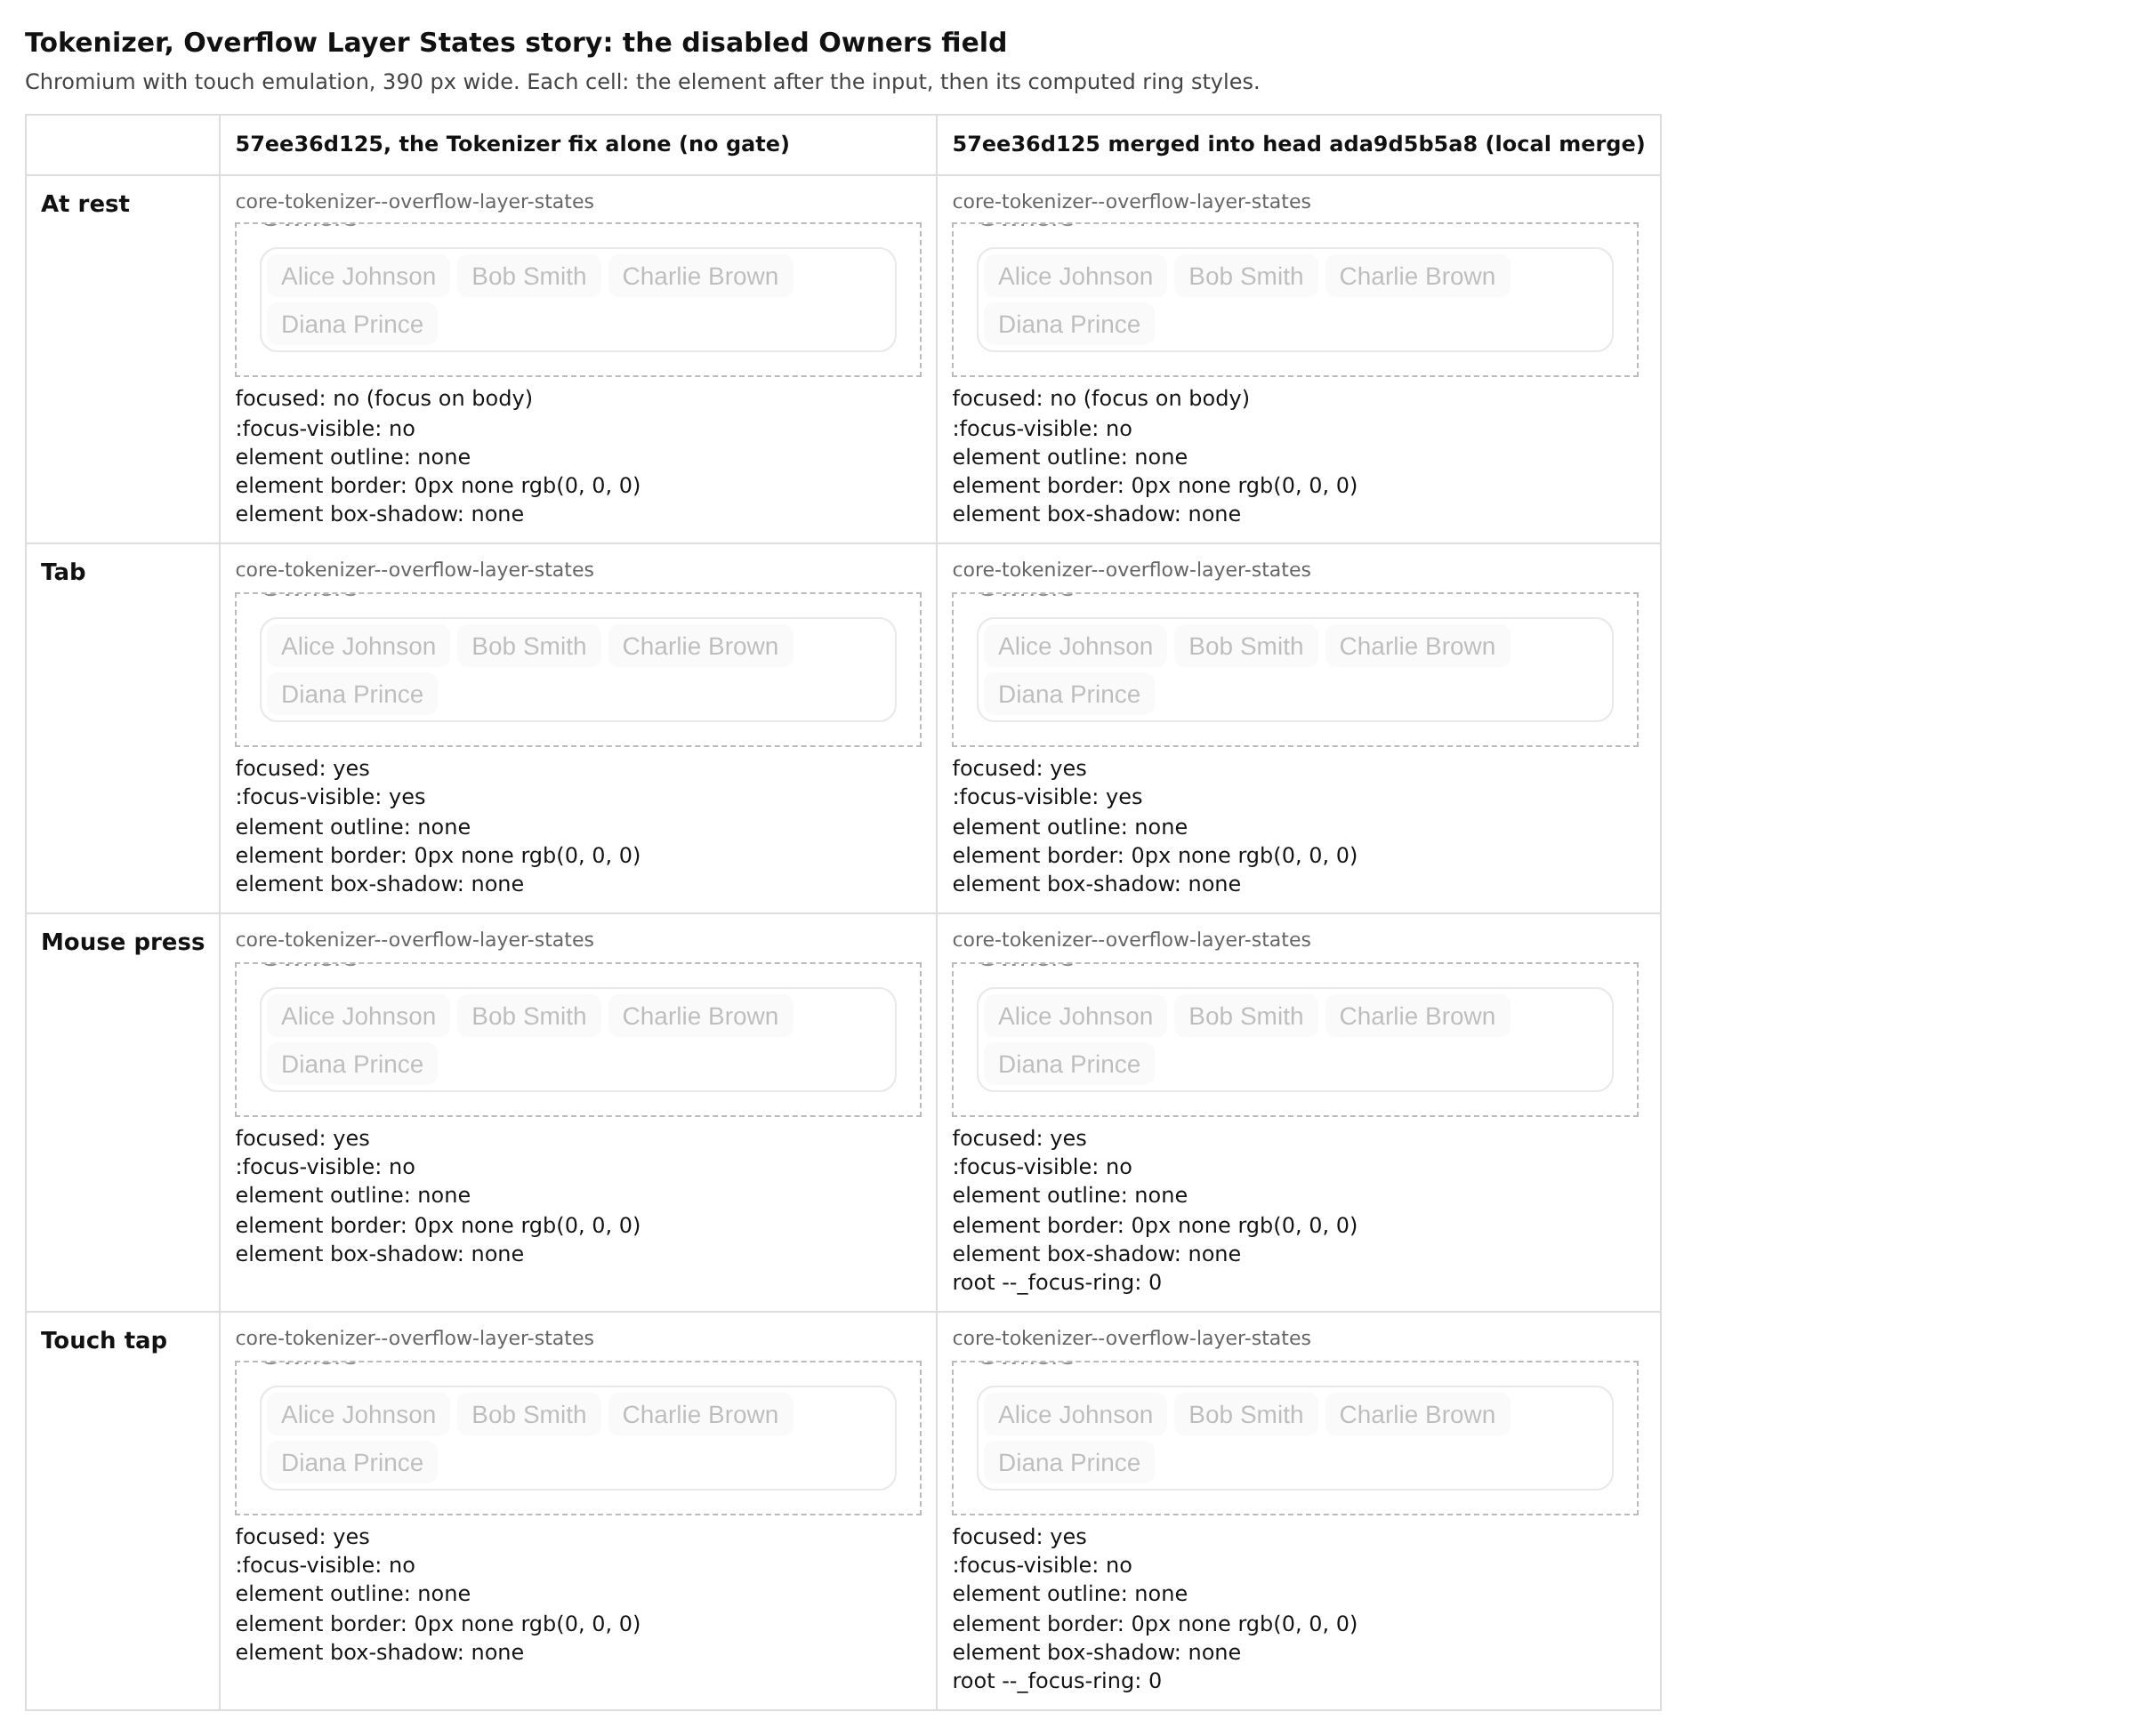 Tokenizer, Overflow Layer States story: the disabled Owners field
Chromium with touch emulation, 390 px wide. Each cell: the element after the input, then its computed ring styles.
57ee36d125, the Tokenizer fix alone (no gate)
57ee36d125 merged into head ada9d5b5a8 (local merge)
At rest
core-tokenizer--overflow-layer-states
Alice Johnson Bob Smith Charlie Brown
Diana Prince
focused: no (focus on body)
:focus-visible: no
element outline: none
element border: 0px none rgb(0, 0, 0)
element box-shadow: none
core-tokenizer--overflow-layer-states
Alice Johnson Bob Smith Charlie Brown
Diana Prince
focused: no (focus on body)
:focus-visible: no
element outline: none
element border: 0px none rgb(0, 0, 0)
element box-shadow: none
Tab
core-tokenizer--overflow-layer-states
Alice Johnson Bob Smith Charlie Brown
Diana Prince
focused: yes
:focus-visible: yes
element outline: none
element border: 0px none rgb(0, 0, 0)
element box-shadow: none
core-tokenizer--overflow-layer-states
Alice Johnson Bob Smith Charlie Brown
Diana Prince
focused: yes
:focus-visible: yes
element outline: none
element border: 0px none rgb(0, 0, 0)
element box-shadow: none
Mouse press
core-tokenizer--overflow-layer-states
Alice Johnson Bob Smith Charlie Brown
Diana Prince
focused: yes
:focus-visible: no
element outline: none
element border: 0px none rgb(0, 0, 0)
element box-shadow: none
core-tokenizer--overflow-layer-states
Alice Johnson Bob Smith Charlie Brown
Diana Prince
focused: yes
:focus-visible: no
element outline: none
element border: 0px none rgb(0, 0, 0)
element box-shadow: none
root --_focus-ring: 0
Touch tap
core-tokenizer--overflow-layer-states
Alice Johnson Bob Smith Charlie Brown
Diana Prince
focused: yes
:focus-visible: no
element outline: none
element border: 0px none rgb(0, 0, 0)
element box-shadow: none
core-tokenizer--overflow-layer-states
Alice Johnson Bob Smith Charlie Brown
Diana Prince
focused: yes
:focus-visible: no
element outline: none
element border: 0px none rgb(0, 0, 0)
element box-shadow: none
root --_focus-ring: 0